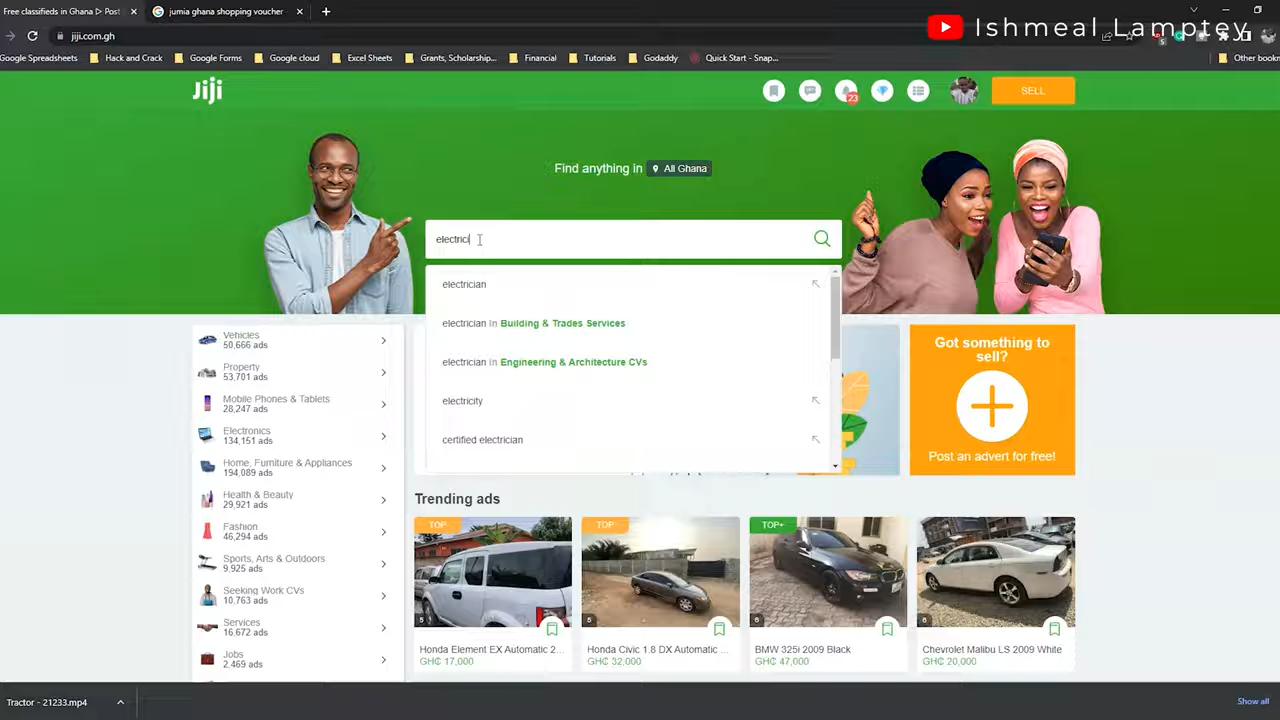 Free classifieds in Ghana ▷ Post
jumia ghana shopping voucher
jiji.com.gh
Ishmeal Lamptey
Google Spreadsheets
Hack and Crack
Google Forms
Google cloud
Excel Sheets
Grants, Scholarship...
Financial
Tutorials
Godaddy
Quick Start - Snap...
Other bookm
Jiji
23
SELL
Find anything in All Ghana
electrici
electrician
electrician in Building & Trades Services
electrician in Engineering & Architecture CVs
electricity
certified electrician
Vehicles
50,666 ads
Property
53,701 ads
Mobile Phones & Tablets
28,247 ads
Electronics
134,151 ads
Home, Furniture & Appliances
194,089 ads
Health & Beauty
29,921 ads
Fashion
46,294 ads
Sports, Arts & Outdoors
9,925 ads
Seeking Work CVs
10,763 ads
Services
16,672 ads
Jobs
2,469 ads
Got something to
sell?
Post an advert for free!
Trending ads
TOP
TOP
TOP+
5
5
6
6
Honda Element EX Automatic 2...
GH₵ 17,000
Honda Civic 1.8 DX Automatic ...
GH₵ 32,000
BMW 325i 2009 Black
GH₵ 47,000
Chevrolet Malibu LS 2009 White
GH₵ 20,000
Tractor - 21233.mp4
Show all